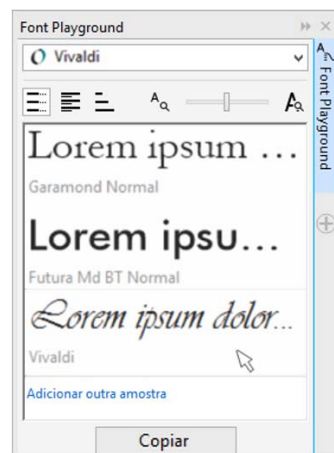 Font Playground
Vivaldi
Lorem ipsum ...
Garamond Normal
Lorem ipsu...
Futura Md BT Normal
Lorem ipsum dolor...
Vivaldi
Adicionar outra amostra
Copiar
Font Playground